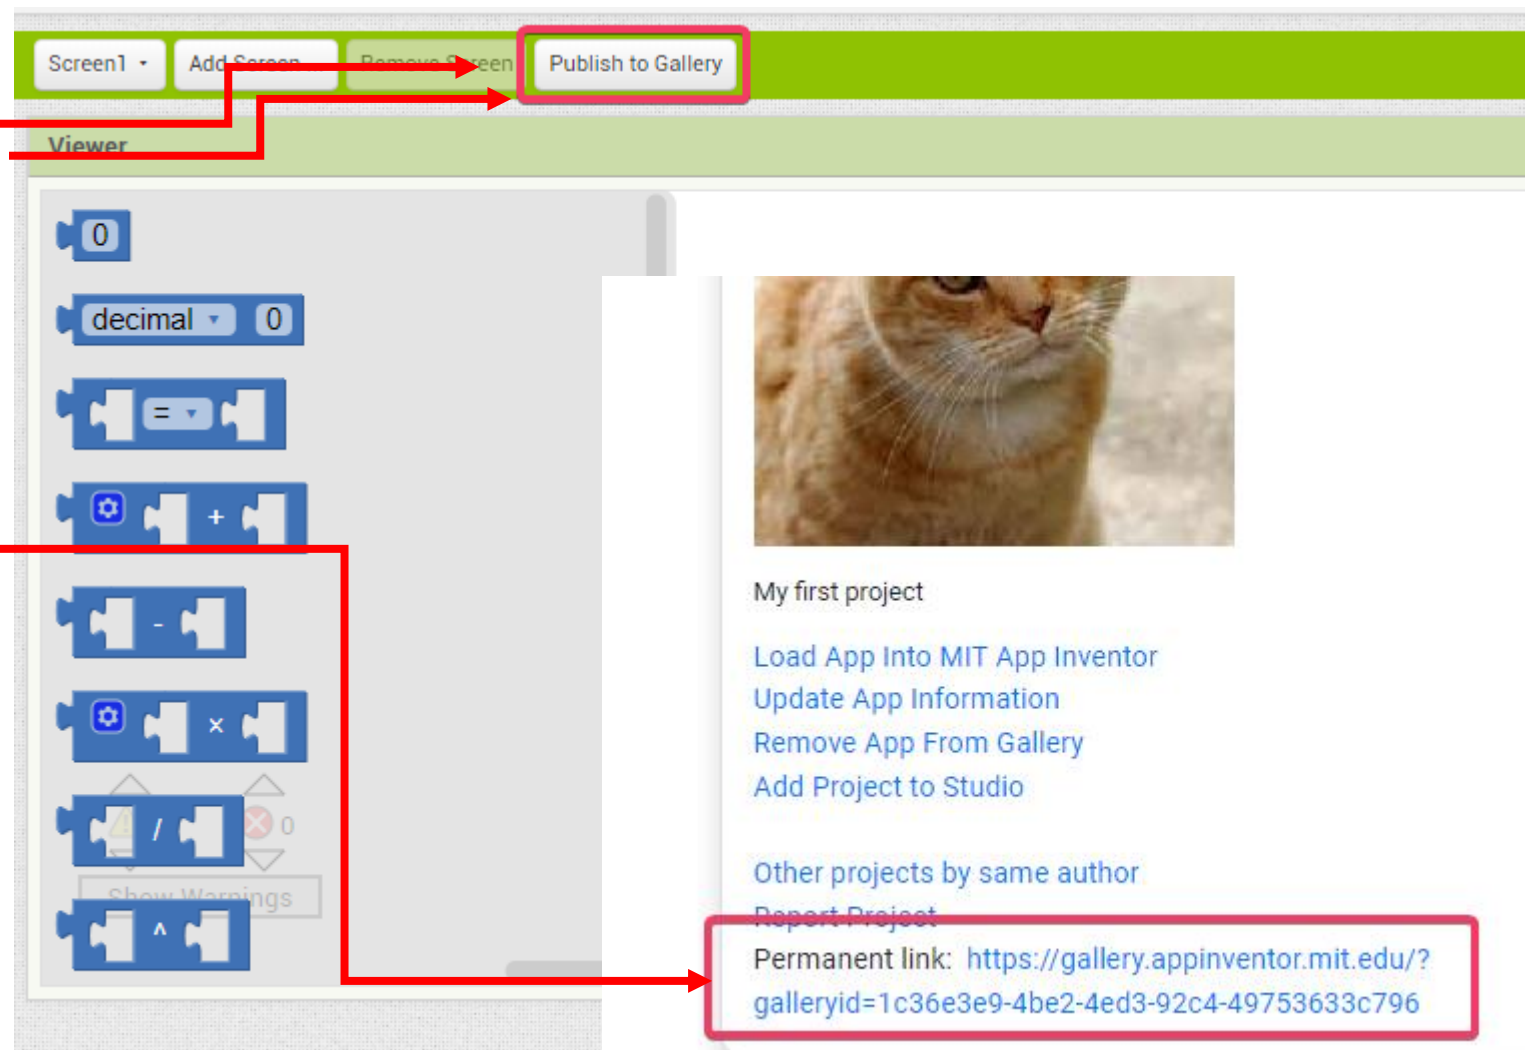 Screen1
Add Screen ...
Remove Screen
Publish to Gallery
Viewer
0
decimal 0
=
+
-
×
/
0
Show Warnings
^
My first project
Load App Into MIT App Inventor
Update App Information
Remove App From Gallery
Add Project to Studio
Other projects by same author
Report Project
Permanent link: https://gallery.appinventor.mit.edu/?
galleryid=1c36e3e9-4be2-4ed3-92c4-49753633c796